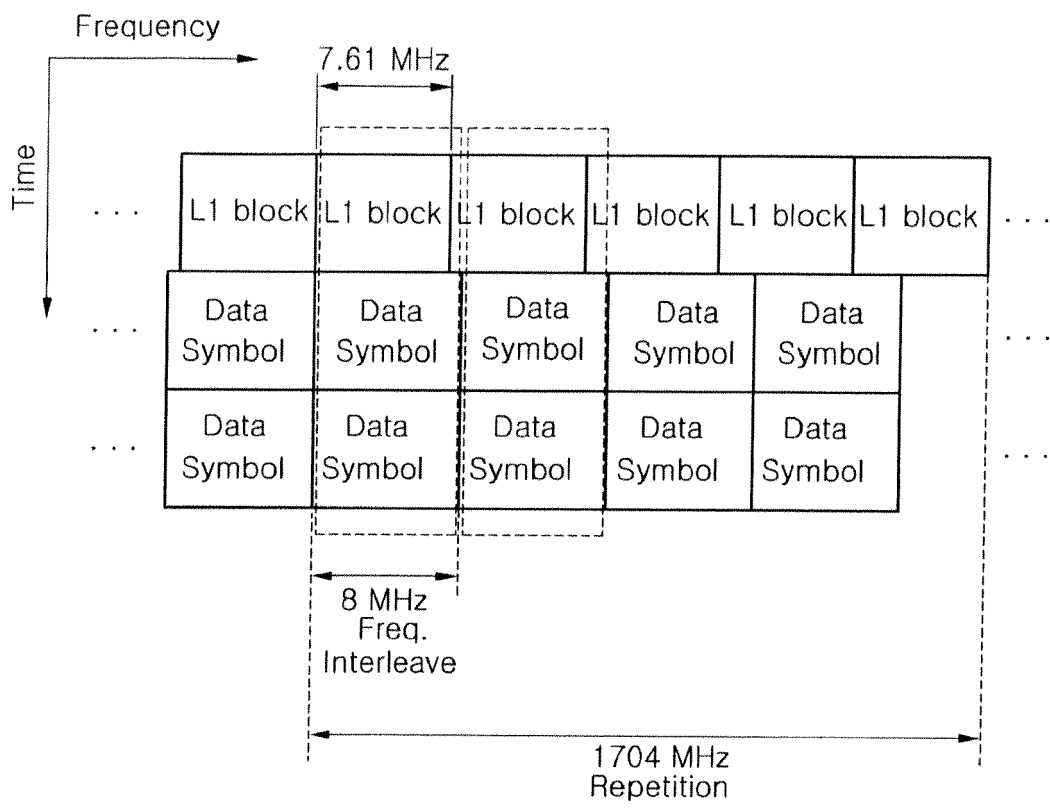 Frequency
7.61 MHz
Time
... L1 block L1 block L1 block L1 block L1 block L1 block ...
... Data Data Data Data Data ...
Symbol Symbol Symbol Symbol Symbol
... Data Data Data Data Data ...
Symbol Symbol Symbol Symbol Symbol
8 MHz
Freq.
Interleave
1704 MHz
Repetition